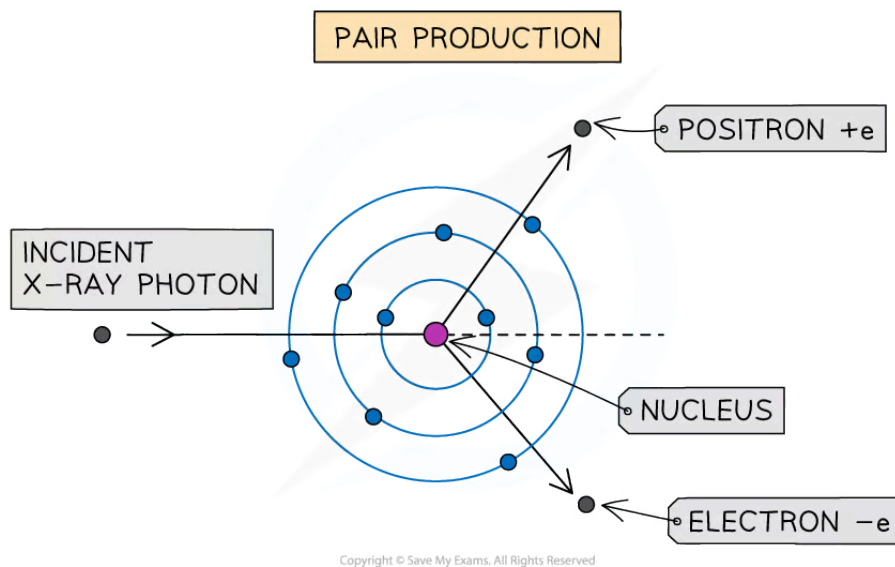 PAIR PRODUCTION
POSITRON +e
INCIDENT
X-RAY PHOTON
NUCLEUS
ELECTRON -e
Copyright © Save My Exams. All Rights Reserved